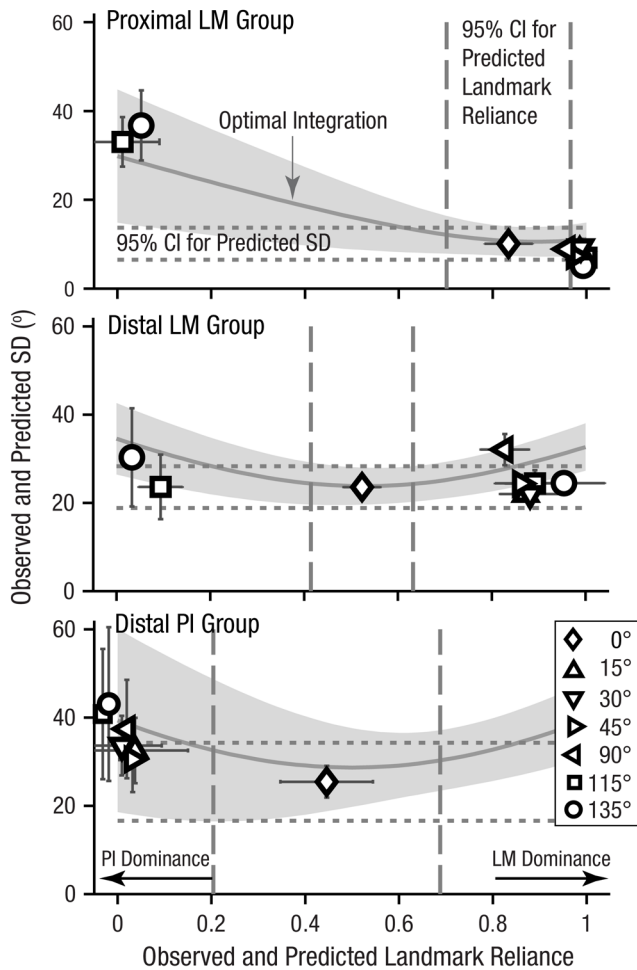 Proximal LM Group
95% CI for
Predicted
Landmark
Reliance
Optimal Integration
95% CI for Predicted SD
60
40
20
0
Distal LM Group
60
40
20
0
Observed and Predicted SD (º)
Distal PI Group
60
40
20
0
0°
15°
30°
45°
90°
115°
135°
PI Dominance
LM Dominance
0
0.2
0.4
0.6
0.8
1
Observed and Predicted Landmark Reliance